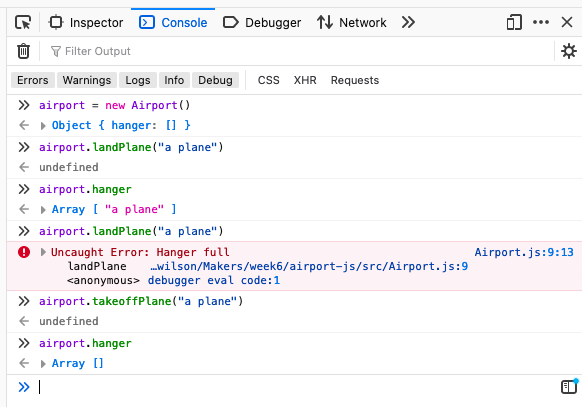 Inspector Console Debugger Network
Filter Output
Errors Warnings Logs Info Debug CSS XHR Requests
airport = new Airport()
Object { hanger: [] }
airport.landPlane("a plane")
undefined
airport.hanger
Array [ "a plane" ]
airport.landPlane("a plane")
Uncaught Error: Hanger full Airport.js:9:13
landPlane …wilson/Makers/week6/airport-js/src/Airport.js:9
<anonymous> debugger eval code:1
airport.takeoffPlane("a plane")
undefined
airport.hanger
Array []